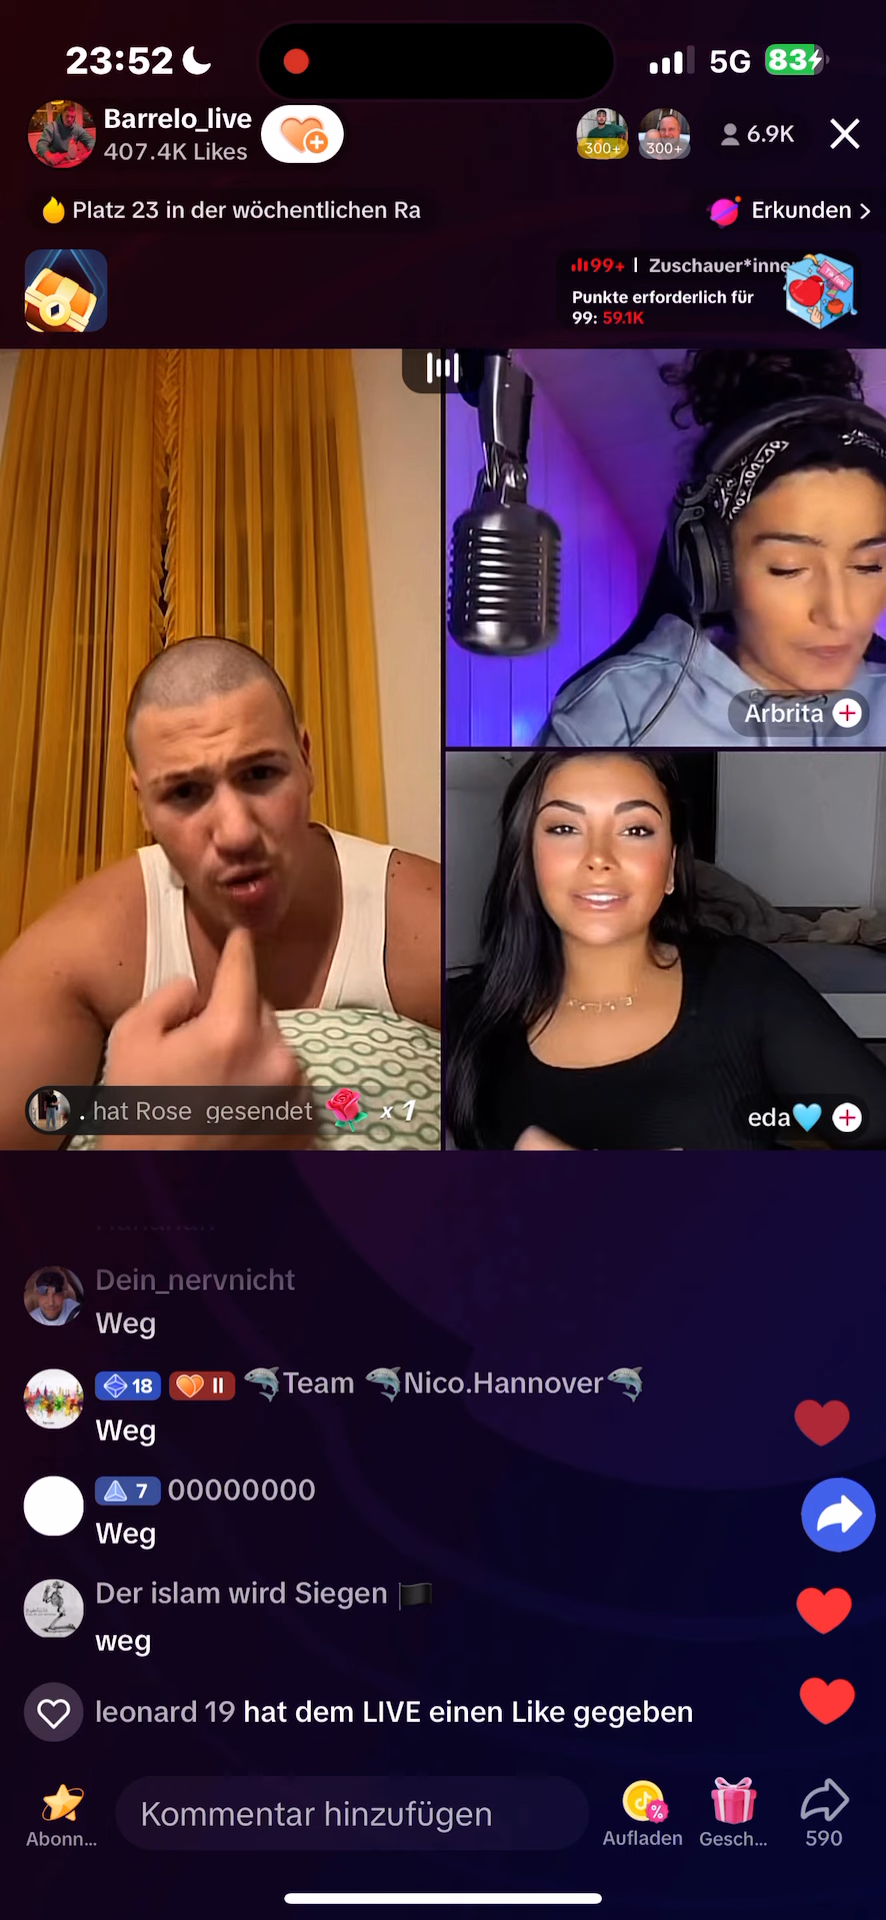 23:52
5G
83
Barrelo_live
407.4K Likes
300+
300+
6.9K
Platz 23 in der wöchentlichen Ra
Erkunden >
99+ | Zuschauer*inne
Punkte erforderlich für
99: 59.1K
Arbrita
. hat Rose gesendet x 1
eda🩵
Dein_nervnicht
Weg
18 II 🦈Team 🦈Nico.Hannover🦈
Weg
7 00000000
Weg
Der islam wird Siegen 🏴
weg
leonard 19 hat dem LIVE einen Like gegeben
Abonn...
Kommentar hinzufügen
Aufladen
Gesch...
590